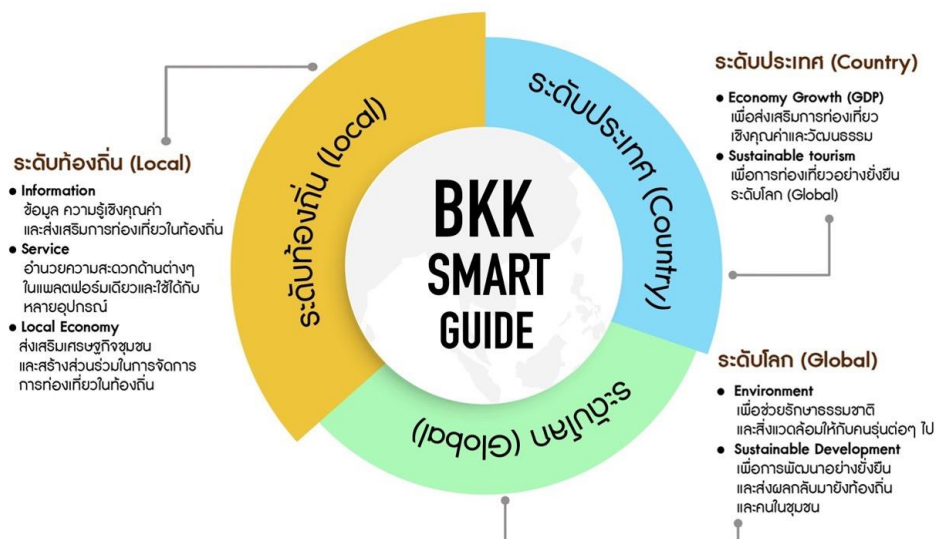 ระดับท้องถิ่น (Local)
● Information
ข้อมูล ความรู้เชิงคุณค่า
และส่งเสริมการท่องเที่ยวในท้องถิ่น
● Service
อำนวยความสะดวกด้านต่างๆ
ในแพลตฟอร์มเดียวและใช้ได้กับ
หลายอุปกรณ์
● Local Economy
ส่งเสริมเศรษฐกิจชุมชน
และสร้างส่วนร่วมในการจัดการ
การท่องเที่ยวในท้องถิ่น
ระดับท้องถิ่น (Local)
ระดับประเทศ (Country)
ระดับโลก (Global)
BKK
SMART
GUIDE
ระดับประเทศ (Country)
● Economy Growth (GDP)
เพื่อส่งเสริมการท่องเที่ยว
เชิงคุณค่าและวัฒนธรรม
● Sustainable tourism
เพื่อการท่องเที่ยวอย่างยั่งยืน
ระดับโลก (Global)
ระดับโลก (Global)
● Environment
เพื่อช่วยรักษาธรรมชาติ
และสิ่งแวดล้อมให้กับคนรุ่นต่อๆ ไป
● Sustainable Development
เพื่อการพัฒนาอย่างยั่งยืน
และส่งผลกลับมายังท้องถิ่น
และคนในชุมชน